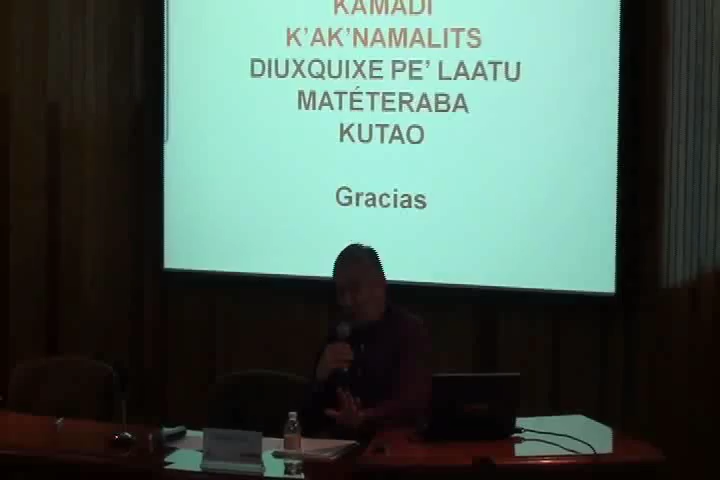 KAMADI
K'AK'NAMALITS
DIUXQUIXE PE' LAATU
MATÉTERABA
KUTAO
Gracias